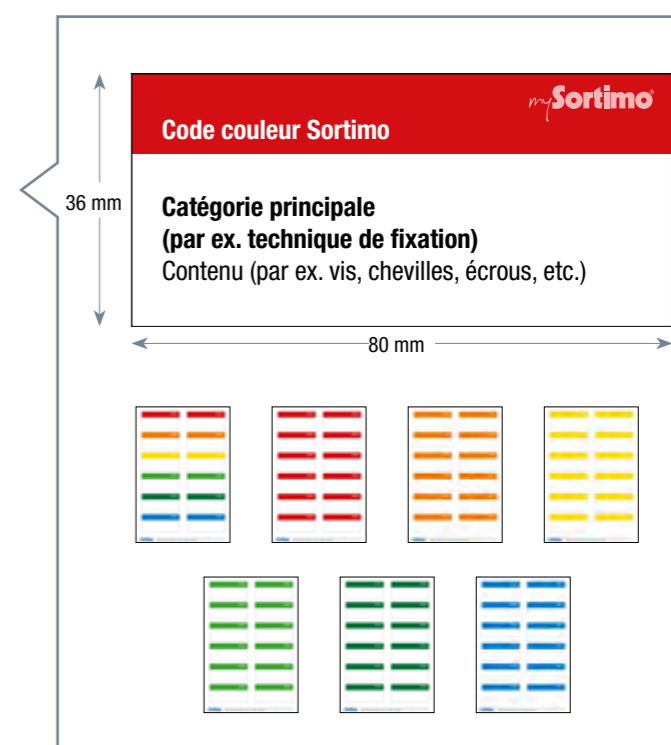 mySortimo®
Code couleur Sortimo
36 mm
Catégorie principale
(par ex. technique de fixation)
Contenu (par ex. vis, chevilles, écrous, etc.)
80 mm